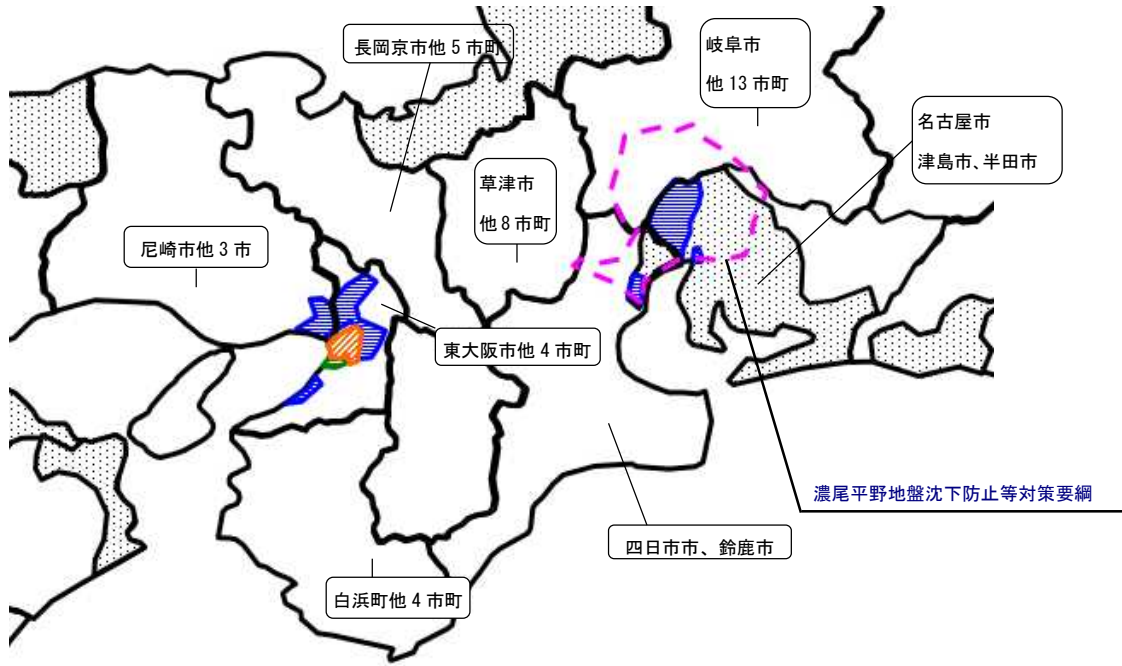 長岡京市他5市町
岐阜市
他13市町
名古屋市
津島市、半田市
草津市
他8市町
尼崎市他3市
東大阪市他4市町
濃尾平野地盤沈下防止等対策要綱
四日市市、鈴鹿市
白浜町他4市町